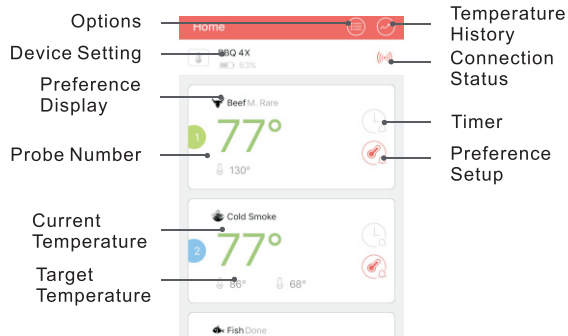 Options
Device Setting
Preference
Display
Probe Number
Current
Temperature
Target
Temperature
Home
BBQ 4X
63%
Beef M. Rare
1
77°
130°
Cold Smoke
2
77°
86° 68°
Fish Done
Temperature
History
Connection
Status
Timer
Preference
Setup